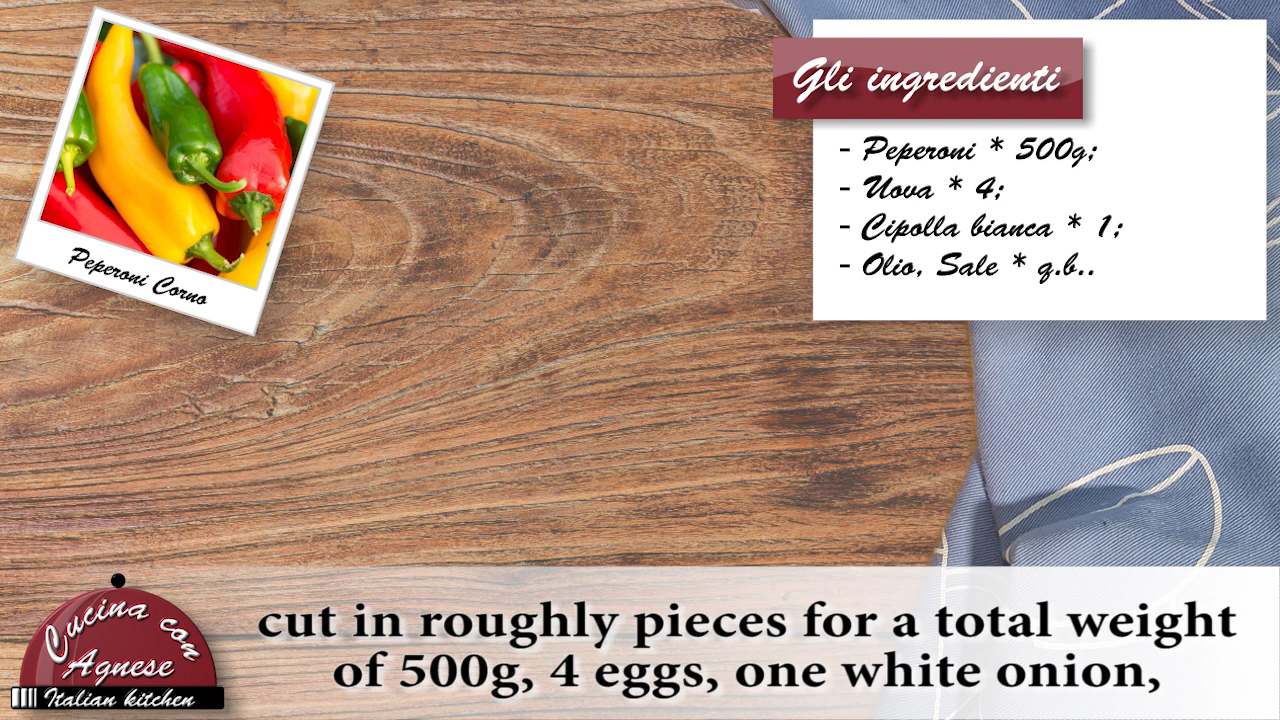 Gli ingredienti
- Peperoni * 500g;
- Uova * 4;
- Cipolla bianca * 1;
- Olio, Sale * q.b..
Peperoni Corno
cut in roughly pieces for a total weight
of 500g, 4 eggs, one white onion,
Cucina con
Agnese
Italian kitchen